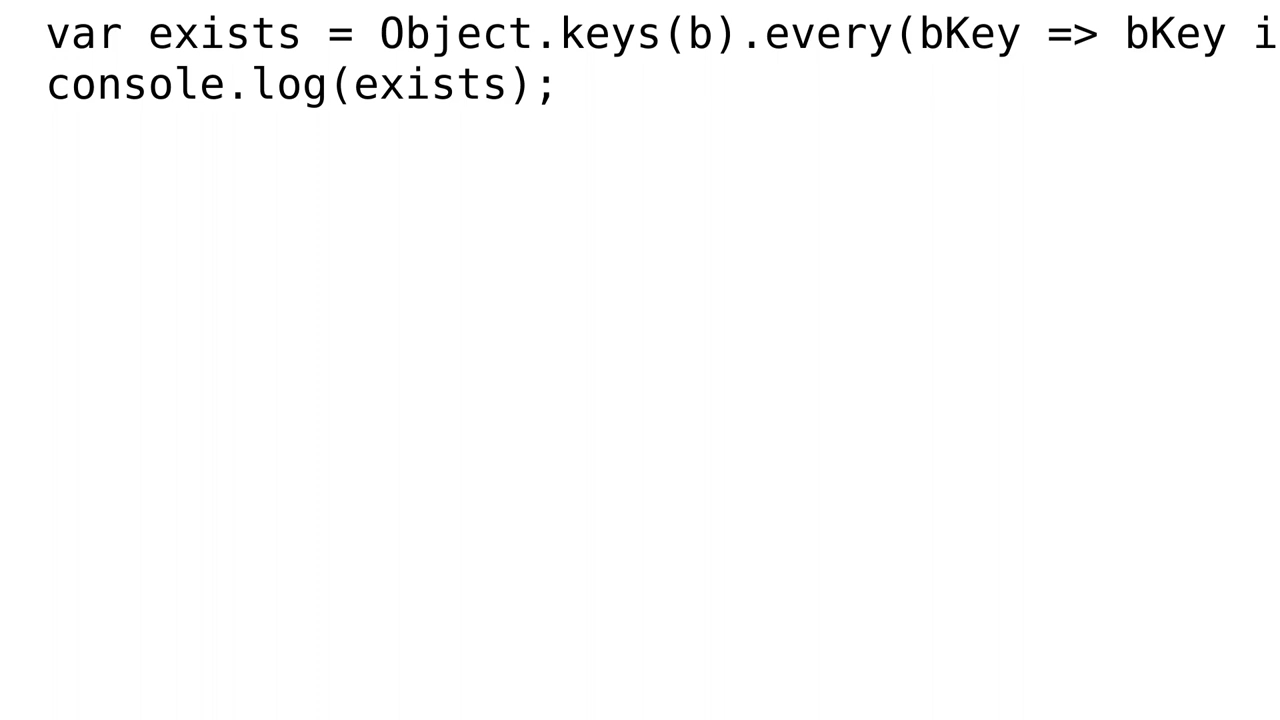 var exists = Object.keys(b).every(bKey => bKey i
console.log(exists);